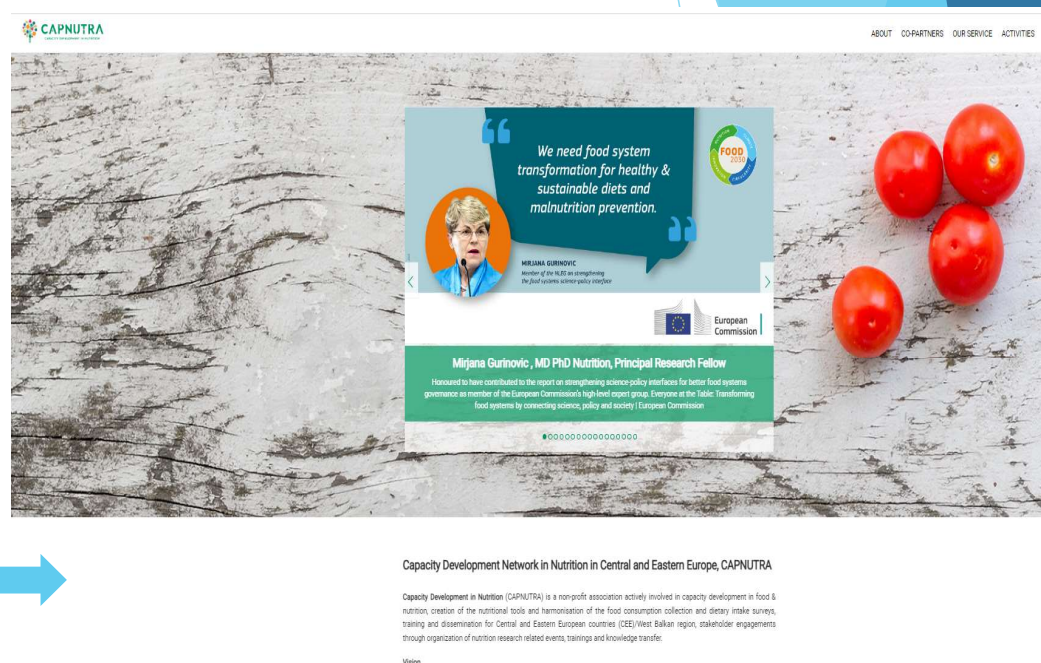 CAPNUTRA
CAPACITY DEVELOPMENT IN NUTRITION
ABOUT CO-PARTNERS OUR SERVICE ACTIVITIES
We need food system
transformation for healthy &
sustainable diets and
malnutrition prevention.
FOOD
2030
MIRJANA GURINOVIC
Member of the HLEG on strengthening
the food systems science-policy interface
European
Commission
Mirjana Gurinovic , MD PhD Nutrition, Principal Research Fellow
Honoured to have contributed to the report on strengthening science-policy interfaces for better food systems
governance as member of the European Commission's high-level expert group. Everyone at the Table: Transforming
food systems by connecting science, policy and society | European Commission
Capacity Development Network in Nutrition in Central and Eastern Europe, CAPNUTRA
Capacity Development in Nutrition (CAPNUTRA) is a non-profit association actively involved in capacity development in food &
nutrition, creation of the nutritional tools and harmonisation of the food consumption collection and dietary intake surveys,
training and dissemination for Central and Eastern European countries (CEE)/West Balkan region, stakeholder engagements
through organization of nutrition research related events, trainings and knowledge transfer.
Vision